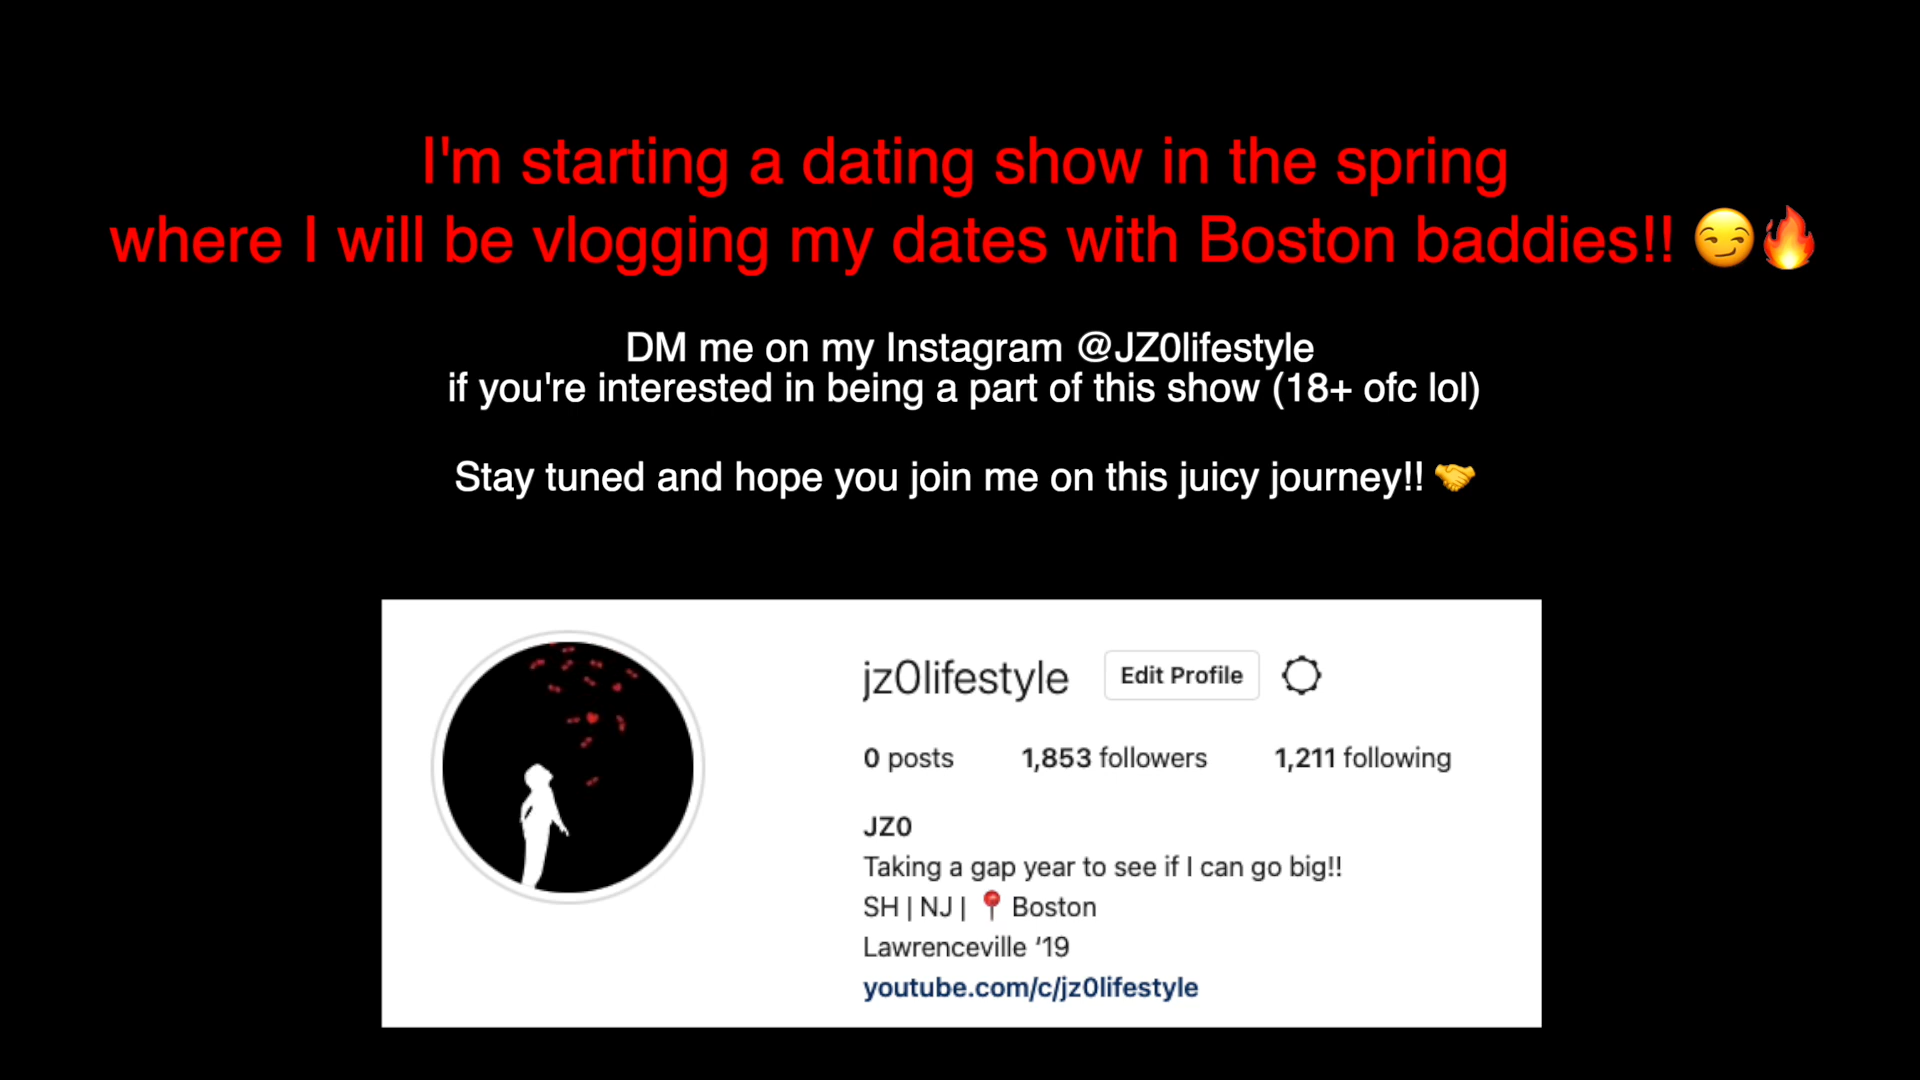 I'm starting a dating show in the spring
where I will be vlogging my dates with Boston baddies!! 😏🔥
DM me on my Instagram @JZ0lifestyle
if you're interested in being a part of this show (18+ ofc lol)
Stay tuned and hope you join me on this juicy journey!! 🤝
jz0lifestyle Edit Profile
0 posts 1,853 followers 1,211 following
JZ0
Taking a gap year to see if I can go big!!
SH | NJ | 📍 Boston
Lawrenceville ‘19
youtube.com/c/jz0lifestyle